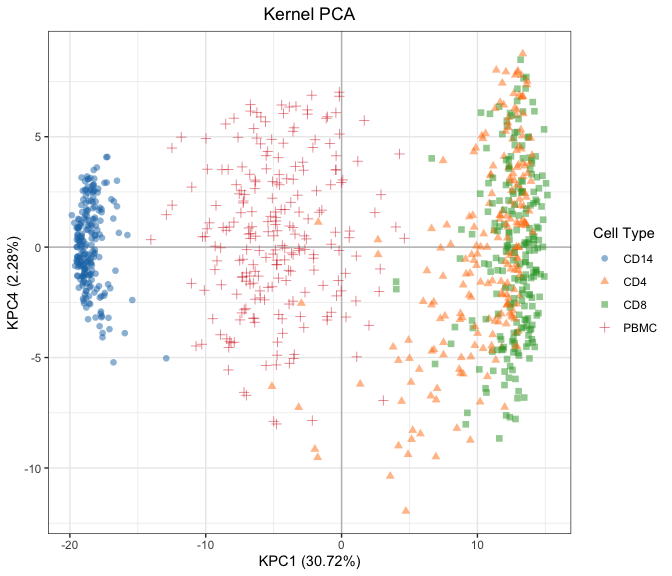 Kernel PCA
KPC4 (2.28%)
5
0
-5
-10
-20
-10
0
10
KPC1 (30.72%)
Cell Type
CD14
CD4
CD8
PBMC